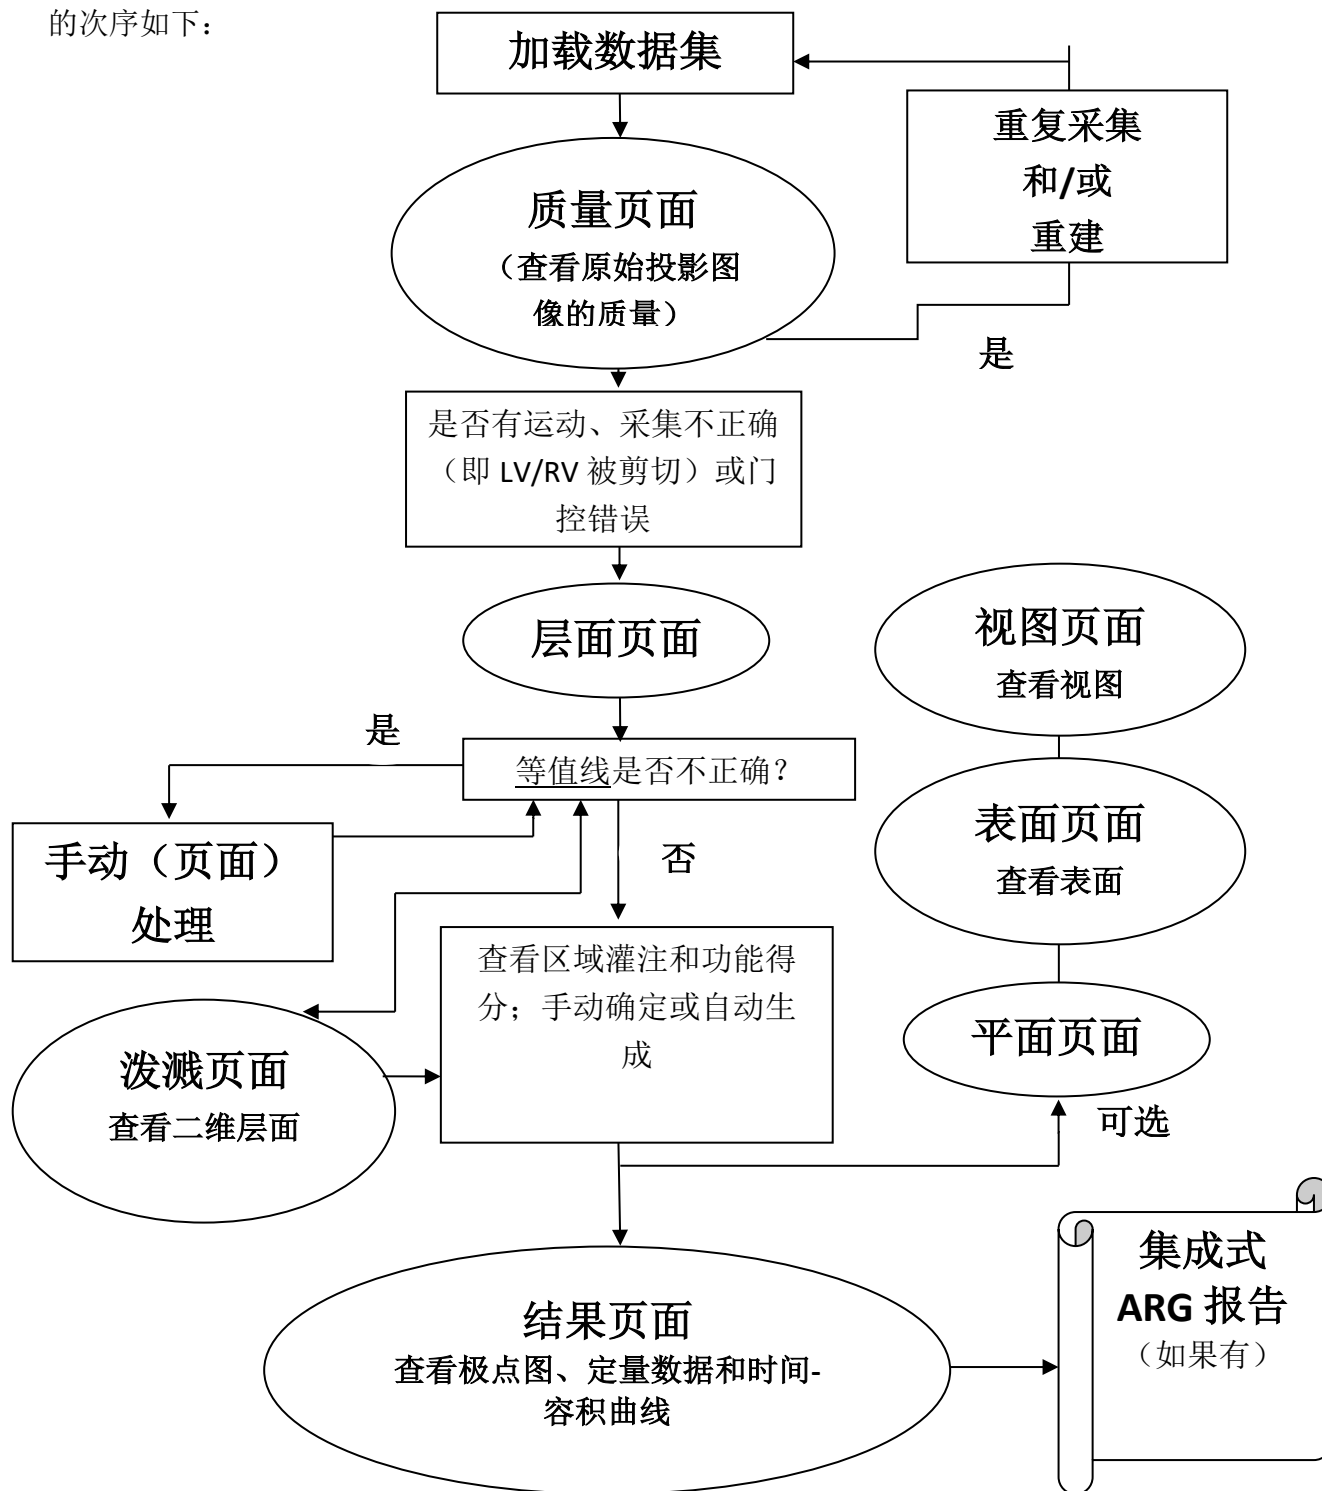 的次序如下：
加载数据集
重复采集
和/或
重建
质量页面
（查看原始投影图
像的质量）
是
是否有运动、采集不正确
（即 LV/RV 被剪切）或门
控错误
层面页面
视图页面
查看视图
是
等值线是否不正确？
表面页面
查看表面
手动（页面）
处理
否
查看区域灌注和功能得
分；手动确定或自动生
成
平面页面
泼溅页面
查看二维层面
可选
集成式
ARG 报告
（如果有）
结果页面
查看极点图、定量数据和时间-
容积曲线